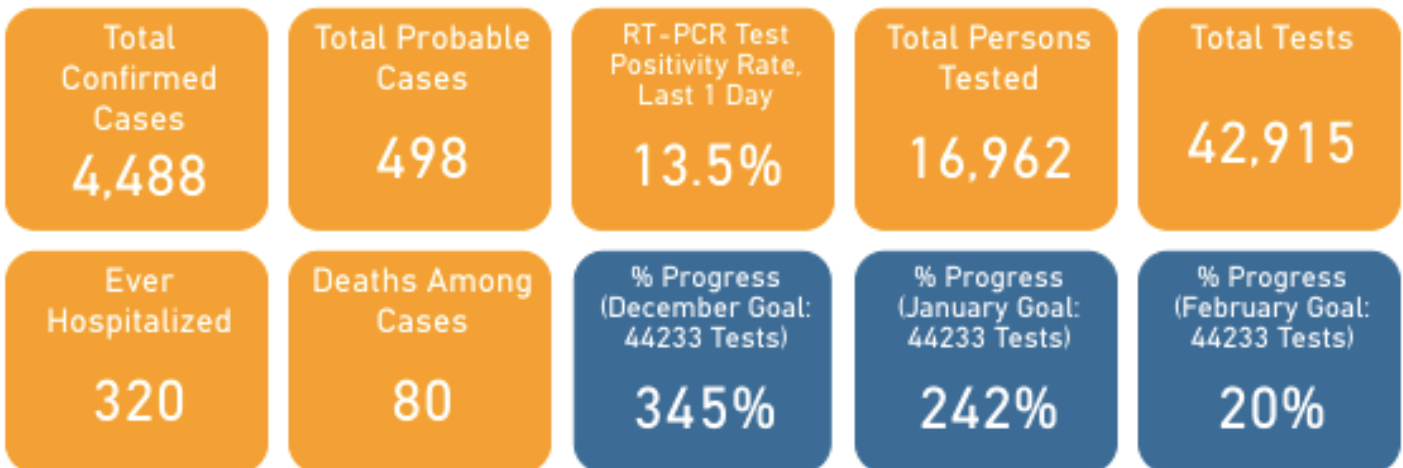 Total
Confirmed
Cases
4,488
Total Probable
Cases
498
RT-PCR Test
Positivity Rate,
Last 1 Day
13.5%
Total Persons
Tested
16,962
Total Tests
42,915
Ever
Hospitalized
320
Deaths Among
Cases
80
% Progress
(December Goal:
44233 Tests)
345%
% Progress
(January Goal:
44233 Tests)
242%
% Progress
(February Goal:
44233 Tests)
20%